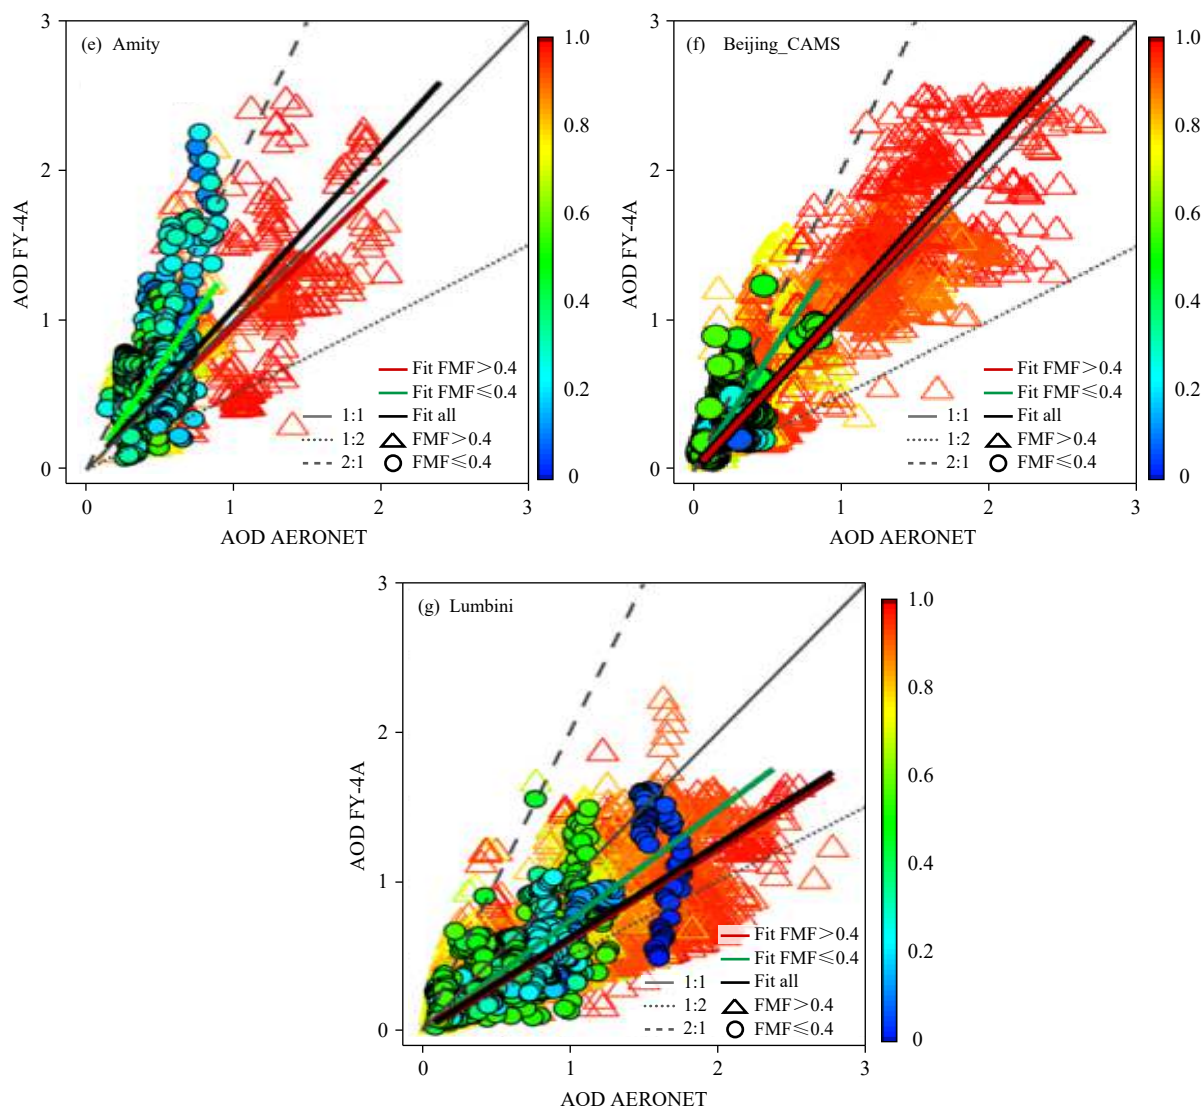 (e) Amity
3
2
1
0
AOD FY-4A
0
1
2
3
AOD AERONET
Fit FMF＞0.4
Fit FMF≤0.4
Fit all
FMF＞0.4
FMF≤0.4
1:1
1:2
2:1
1.0
0.8
0.6
0.4
0.2
0
(f) Beijing_CAMS
3
2
1
0
AOD FY-4A
0
1
2
3
AOD AERONET
Fit FMF＞0.4
Fit FMF≤0.4
Fit all
FMF＞0.4
FMF≤0.4
1:1
1:2
2:1
1.0
0.8
0.6
0.4
0.2
0
(g) Lumbini
3
2
1
0
AOD FY-4A
0
1
2
3
AOD AERONET
Fit FMF＞0.4
Fit FMF≤0.4
Fit all
FMF＞0.4
FMF≤0.4
1:1
1:2
2:1
1.0
0.8
0.6
0.4
0.2
0